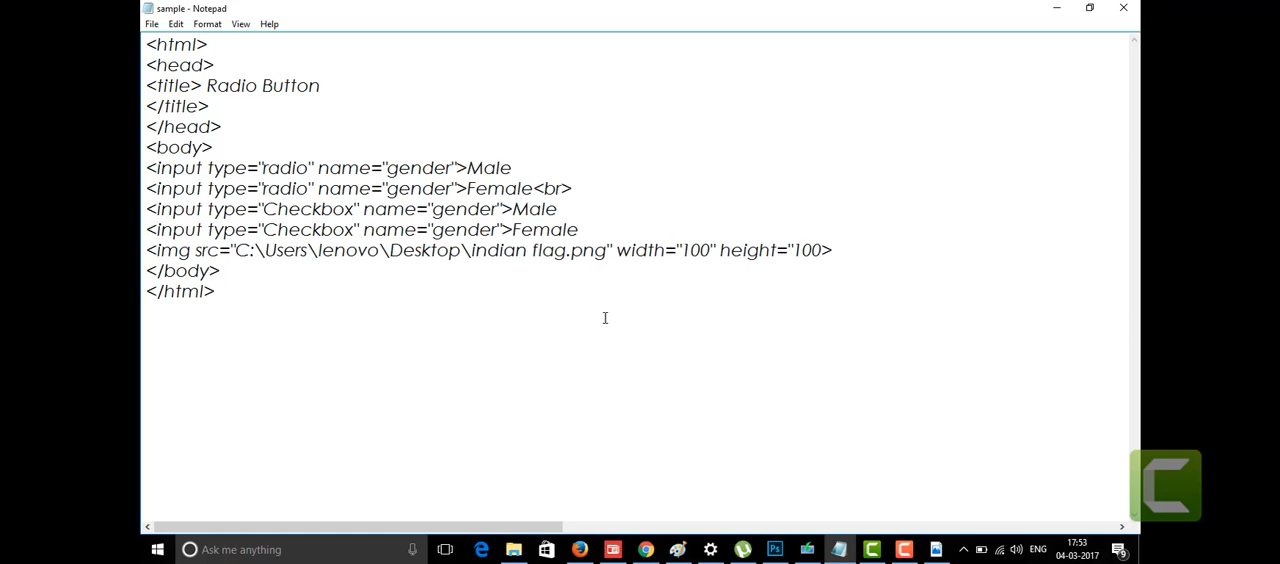 sample - Notepad
File Edit Format View Help
<html>
<head>
<title> Radio Button
</title>
</head>
<body>
<input type="radio" name="gender">Male
<input type="radio" name="gender">Female<br>
<input type="Checkbox" name="gender">Male
<input type="Checkbox" name="gender">Female
<img src="C:\Users\lenovo\Desktop\indian flag.png" width="100" height="100>
</body>
</html>
Ask me anything
Ps
ENG
17:53
04-03-2017
9